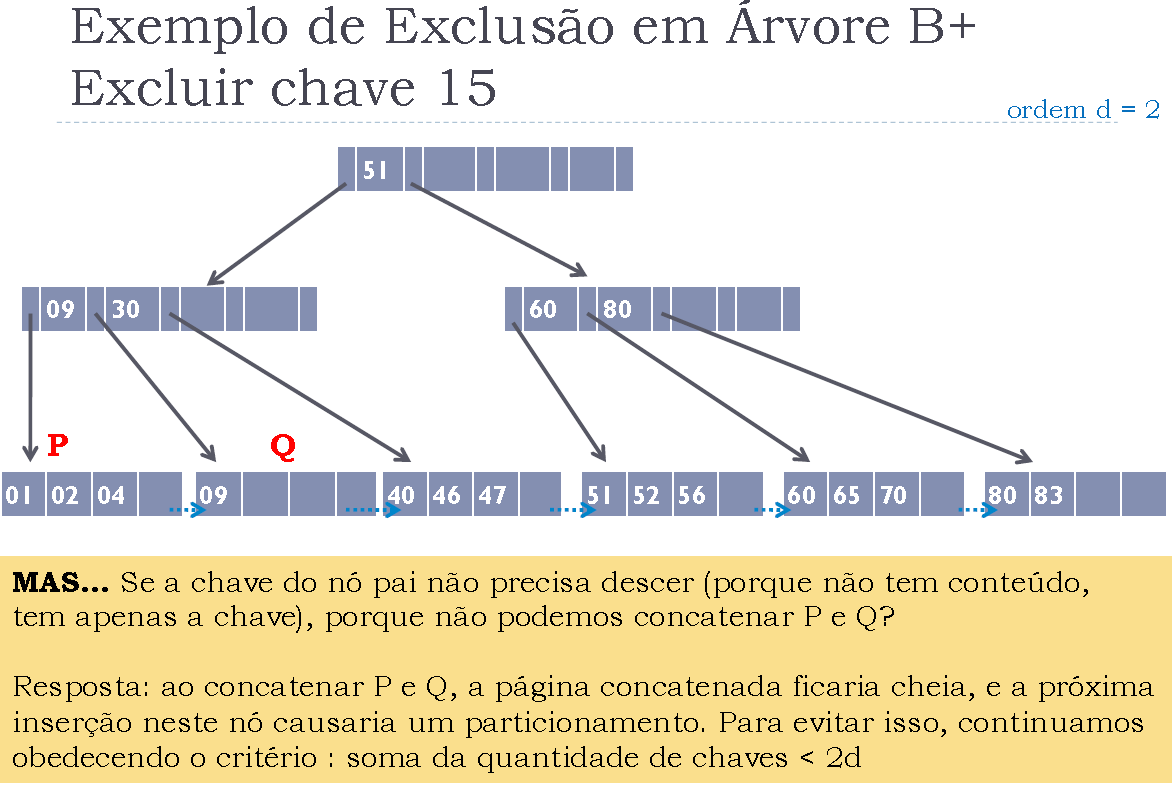 Exemplo de Exclusão em Árvore B+
Excluir chave 15
ordem d = 2
51
09 30
60 80
P Q
01 02 04
09
40 46 47
51 52 56
60 65 70
80 83
MAS... Se a chave do nó pai não precisa descer (porque não tem conteúdo,
tem apenas a chave), porque não podemos concatenar P e Q?
Resposta: ao concatenar P e Q, a página concatenada ficaria cheia, e a próxima
inserção neste nó causaria um particionamento. Para evitar isso, continuamos
obedecendo o critério : soma da quantidade de chaves < 2d